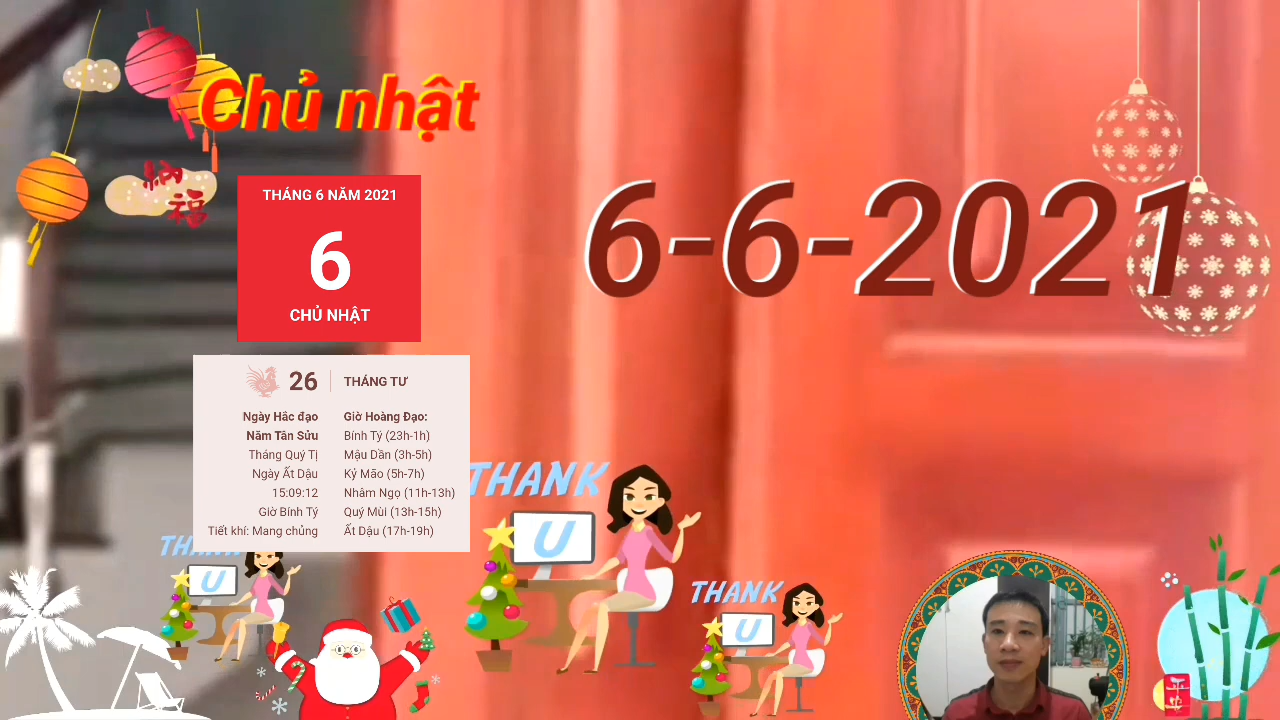 Chủ nhật
納
福
6-6-2021
THÁNG 6 NĂM 2021
6
CHỦ NHẬT
26 THÁNG TƯ
Ngày Hắc đạo
Năm Tân Sửu
Tháng Quý Tị
Ngày Ất Dậu
15:09:12
Giờ Bính Tý
Tiết khí: Mang chủng
Giờ Hoàng Đạo:
Bính Tý (23h-1h)
Mậu Dần (3h-5h)
Kỷ Mão (5h-7h)
Nhâm Ngọ (11h-13h)
Quý Mùi (13h-15h)
Ất Dậu (17h-19h)
THANK
U
THANK
U
THANK
U